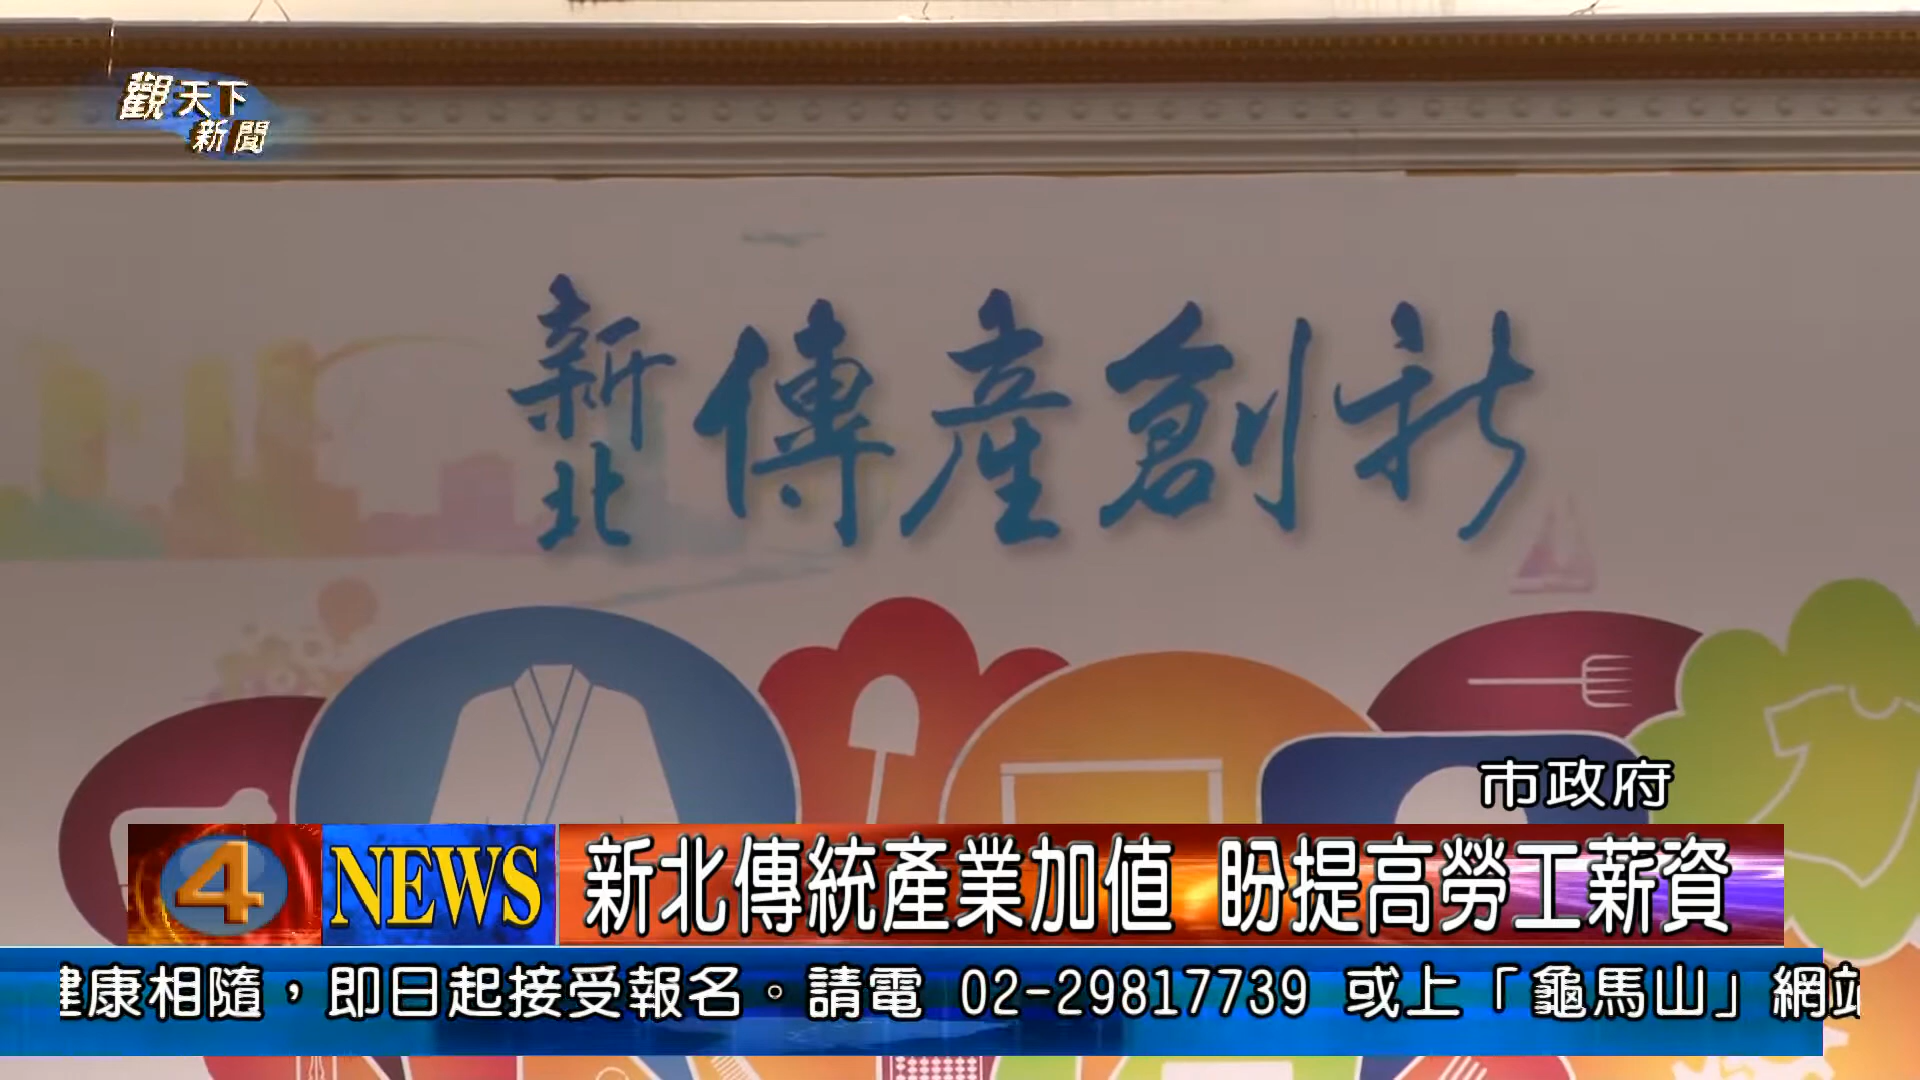 觀天下
新聞
新北 傳產創新
市政府
4 NEWS 新北傳統產業加值 盼提高勞工薪資
健康相隨，即日起接受報名。請電 02-29817739 或上「龜馬山」網站